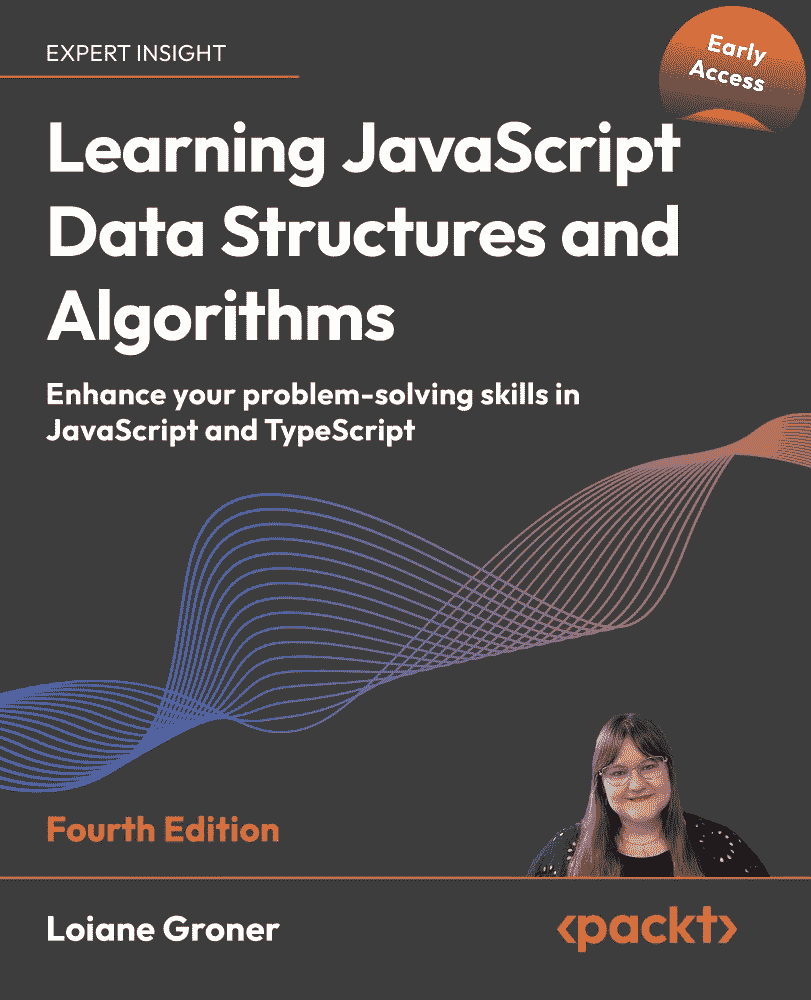 EXPERT INSIGHT
Early
Access
Learning JavaScript
Data Structures and
Algorithms
Enhance your problem-solving skills in
JavaScript and TypeScript
Fourth Edition
Loiane Groner
<packt>